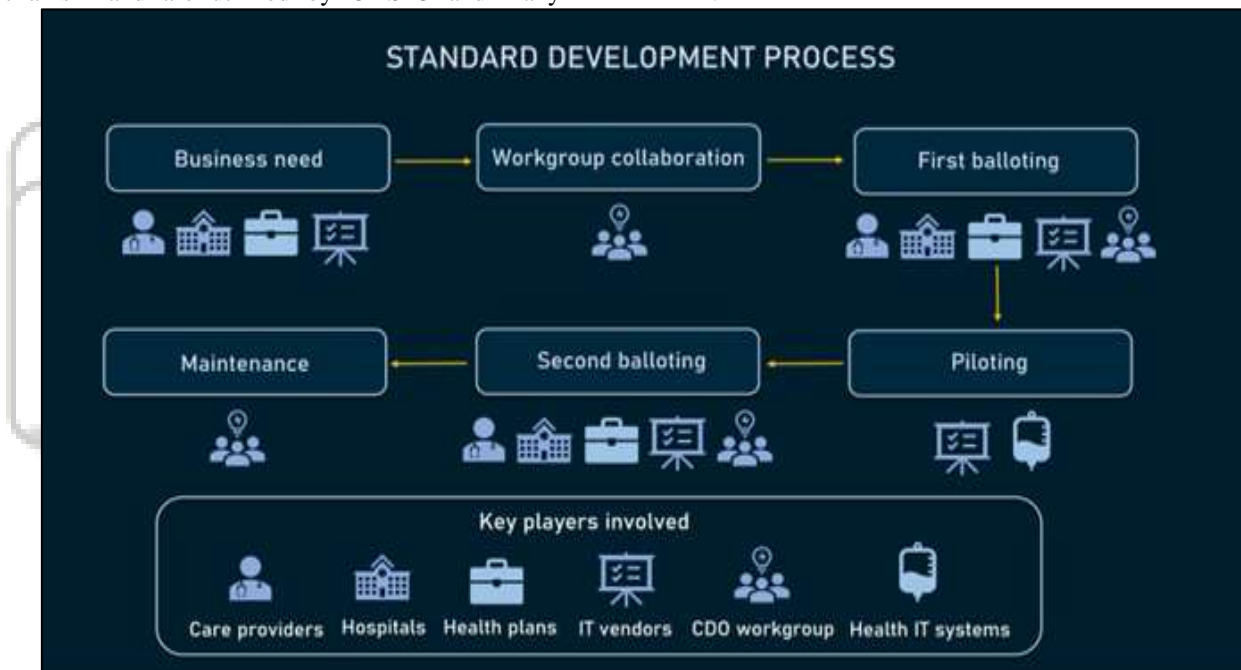 STANDARD DEVELOPMENT PROCESS
Business need
Workgroup collaboration
First balloting
Maintenance
Second balloting
Piloting
Key players involved
Care providers
Hospitals
Health plans
IT vendors
CDO workgroup
Health IT systems